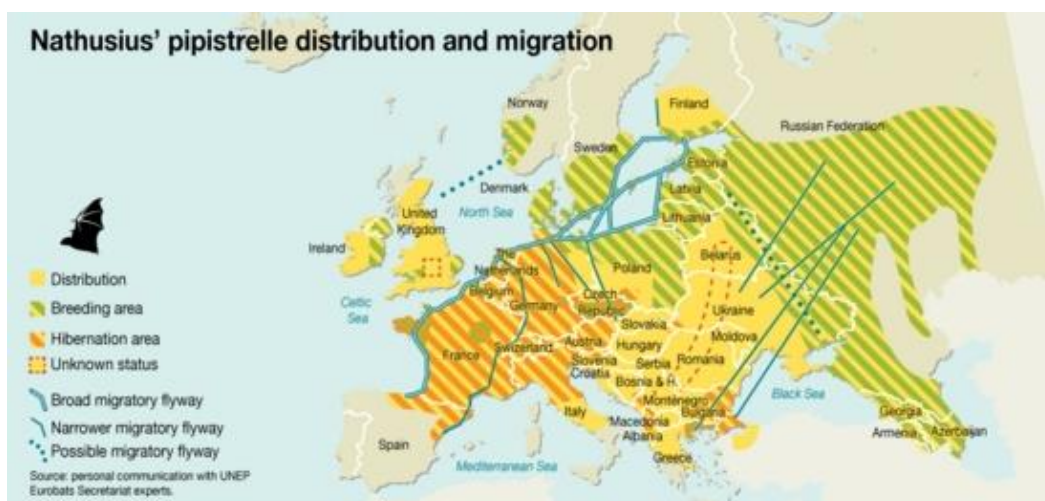 Nathusius' pipistrelle distribution and migration
Norway
Finland
Russian Federation
Sweden
Estonia
Denmark
Latvia
North Sea
United
Kingdom
Lithuania
Ireland
The
Netherlands
Belarus
Poland
Belgium
Germany
Celtic
Sea
Czech
Republic
Ukraine
Slovakia
Moldova
France
Swizerland
Austria
Hungary
Slovenia
Croatia
Serbia
Romania
Bosnia & H.
Black Sea
Montenegro
Bulgaria
Italy
Macedonia
Albania
Georgia
Armenia
Azerbaijan
Spain
Greece
Mediterranean Sea
Distribution
Breeding area
Hibernation area
Unknown status
Broad migratory flyway
Narrower migratory flyway
Possible migratory flyway
Source: personal communication with UNEP
Eurobats Secretariat experts.